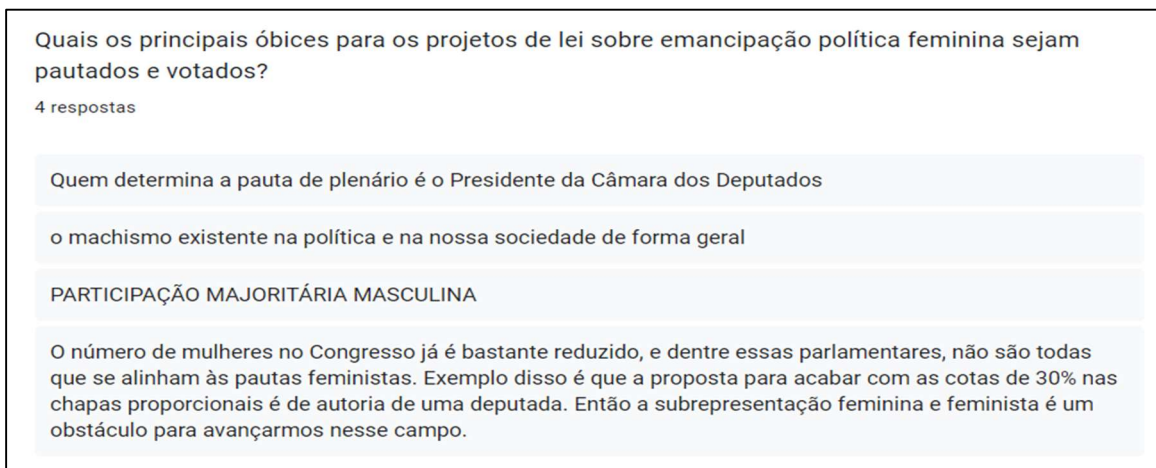 Quais os principais óbices para os projetos de lei sobre emancipação política feminina sejam
pautados e votados?
4 respostas
Quem determina a pauta de plenário é o Presidente da Câmara dos Deputados
o machismo existente na política e na nossa sociedade de forma geral
PARTICIPAÇÃO MAJORITÁRIA MASCULINA
O número de mulheres no Congresso já é bastante reduzido, e dentre essas parlamentares, não são todas
que se alinham às pautas feministas. Exemplo disso é que a proposta para acabar com as cotas de 30% nas
chapas proporcionais é de autoria de uma deputada. Então a subrepresentação feminina e feminista é um
obstáculo para avançarmos nesse campo.